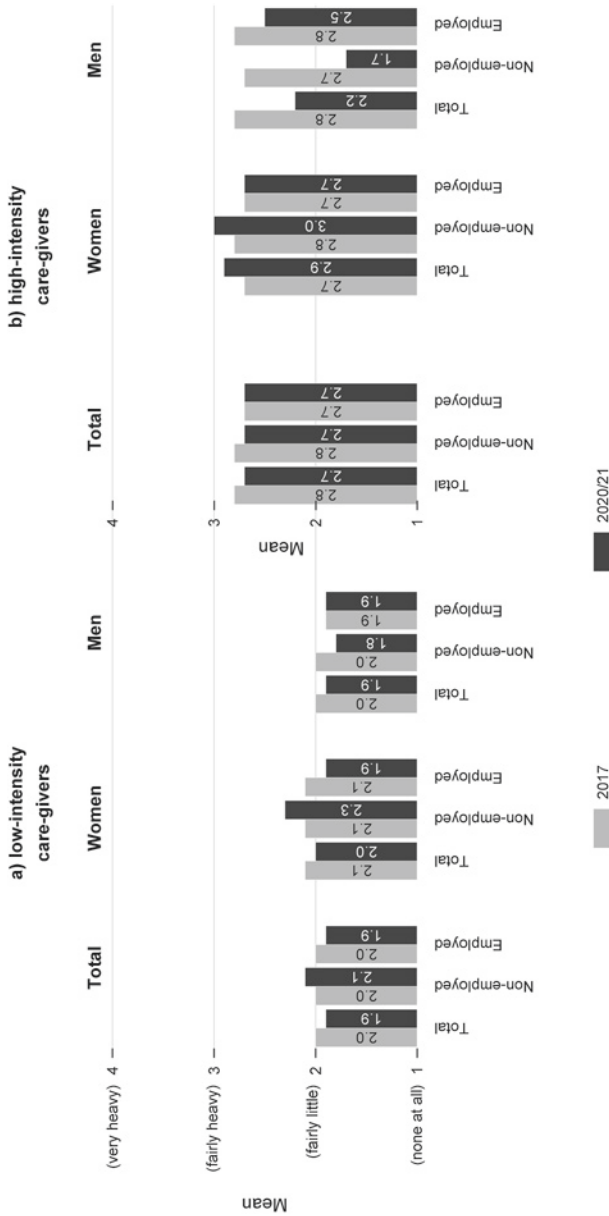 a) low-intensity
care-givers
b) high-intensity
care-givers
Total
Women
Men
Total
Women
Men
Mean
(very heavy) 4
(fairly heavy) 3
(fairly little) 2
(none at all) 1
2.0
1.9
2.0
2.1
2.0
1.9
2.1
2.0
2.1
2.3
2.1
1.9
2.0
1.9
2.0
1.8
1.9
1.9
Total
Non-employed
Employed
Total
Non-employed
Employed
Total
Non-employed
Employed
Mean
4
3
2
1
2.8
2.7
2.8
2.7
2.7
2.7
2.7
2.9
2.8
3.0
2.7
2.7
2.8
2.2
2.7
1.7
2.8
2.5
Total
Non-employed
Employed
Total
Non-employed
Employed
Total
Non-employed
Employed
2017
2020/21